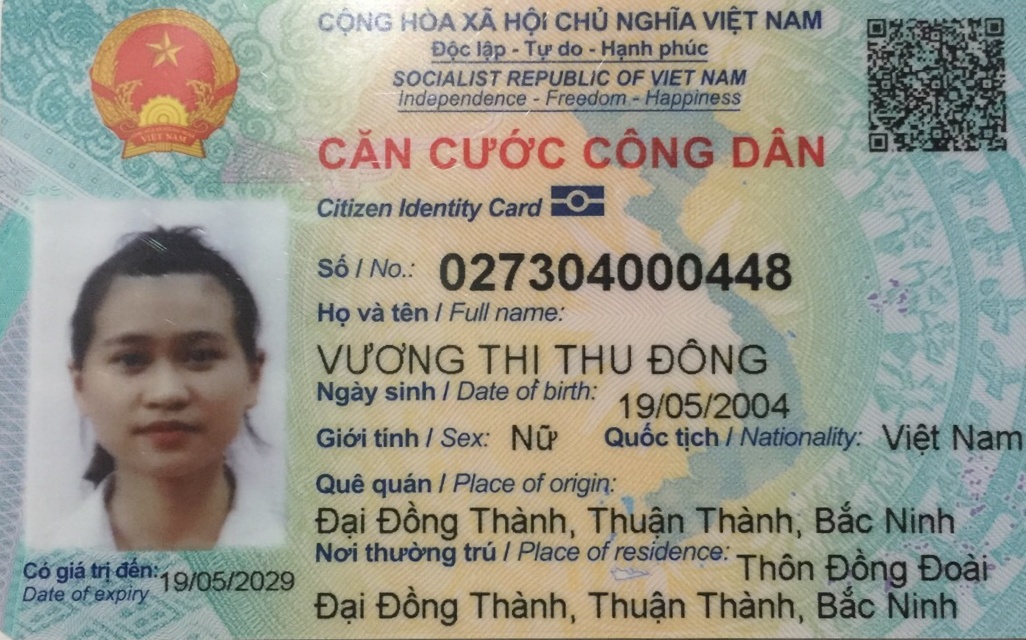 CỘNG HÒA XÃ HỘI CHỦ NGHĨA VIỆT NAM
Độc lập - Tự do - Hạnh phúc
SOCIALIST REPUBLIC OF VIET NAM
Independence - Freedom - Happiness
VIỆT NAM
CĂN CƯỚC CÔNG DÂN
Citizen Identity Card
Số / No.: 027304000448
Họ và tên / Full name:
VƯƠNG THỊ THU ĐÔNG
Ngày sinh / Date of birth: 19/05/2004
Giới tính / Sex: Nữ Quốc tịch / Nationality: Việt Nam
Quê quán / Place of origin:
Đại Đồng Thành, Thuận Thành, Bắc Ninh
Nơi thường trú / Place of residence: Thôn Đồng Đoài
Đại Đồng Thành, Thuận Thành, Bắc Ninh
Có giá trị đến: 19/05/2029
Date of expiry